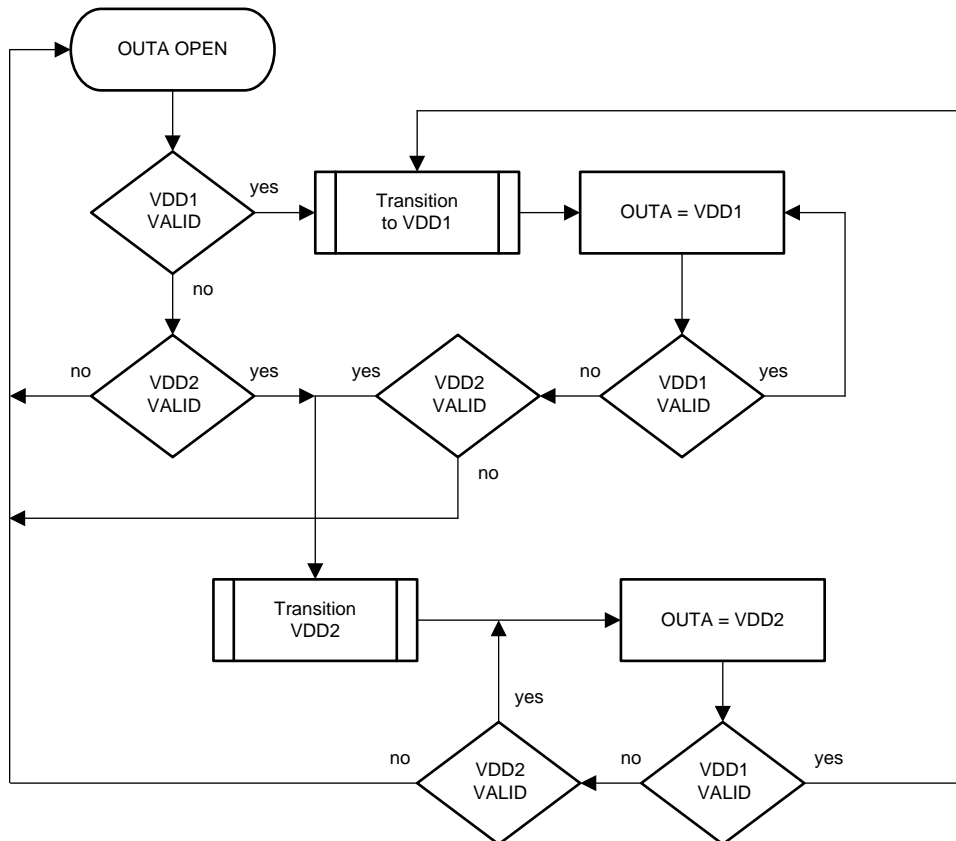 OUTA OPEN
VDD1
VALID
yes
no
Transition
to VDD1
OUTA = VDD1
no
VDD2
VALID
yes
yes
VDD2
VALID
no
no
VDD1
VALID
yes
Transition
VDD2
OUTA = VDD2
yes
no
VDD2
VALID
no
VDD1
VALID
yes